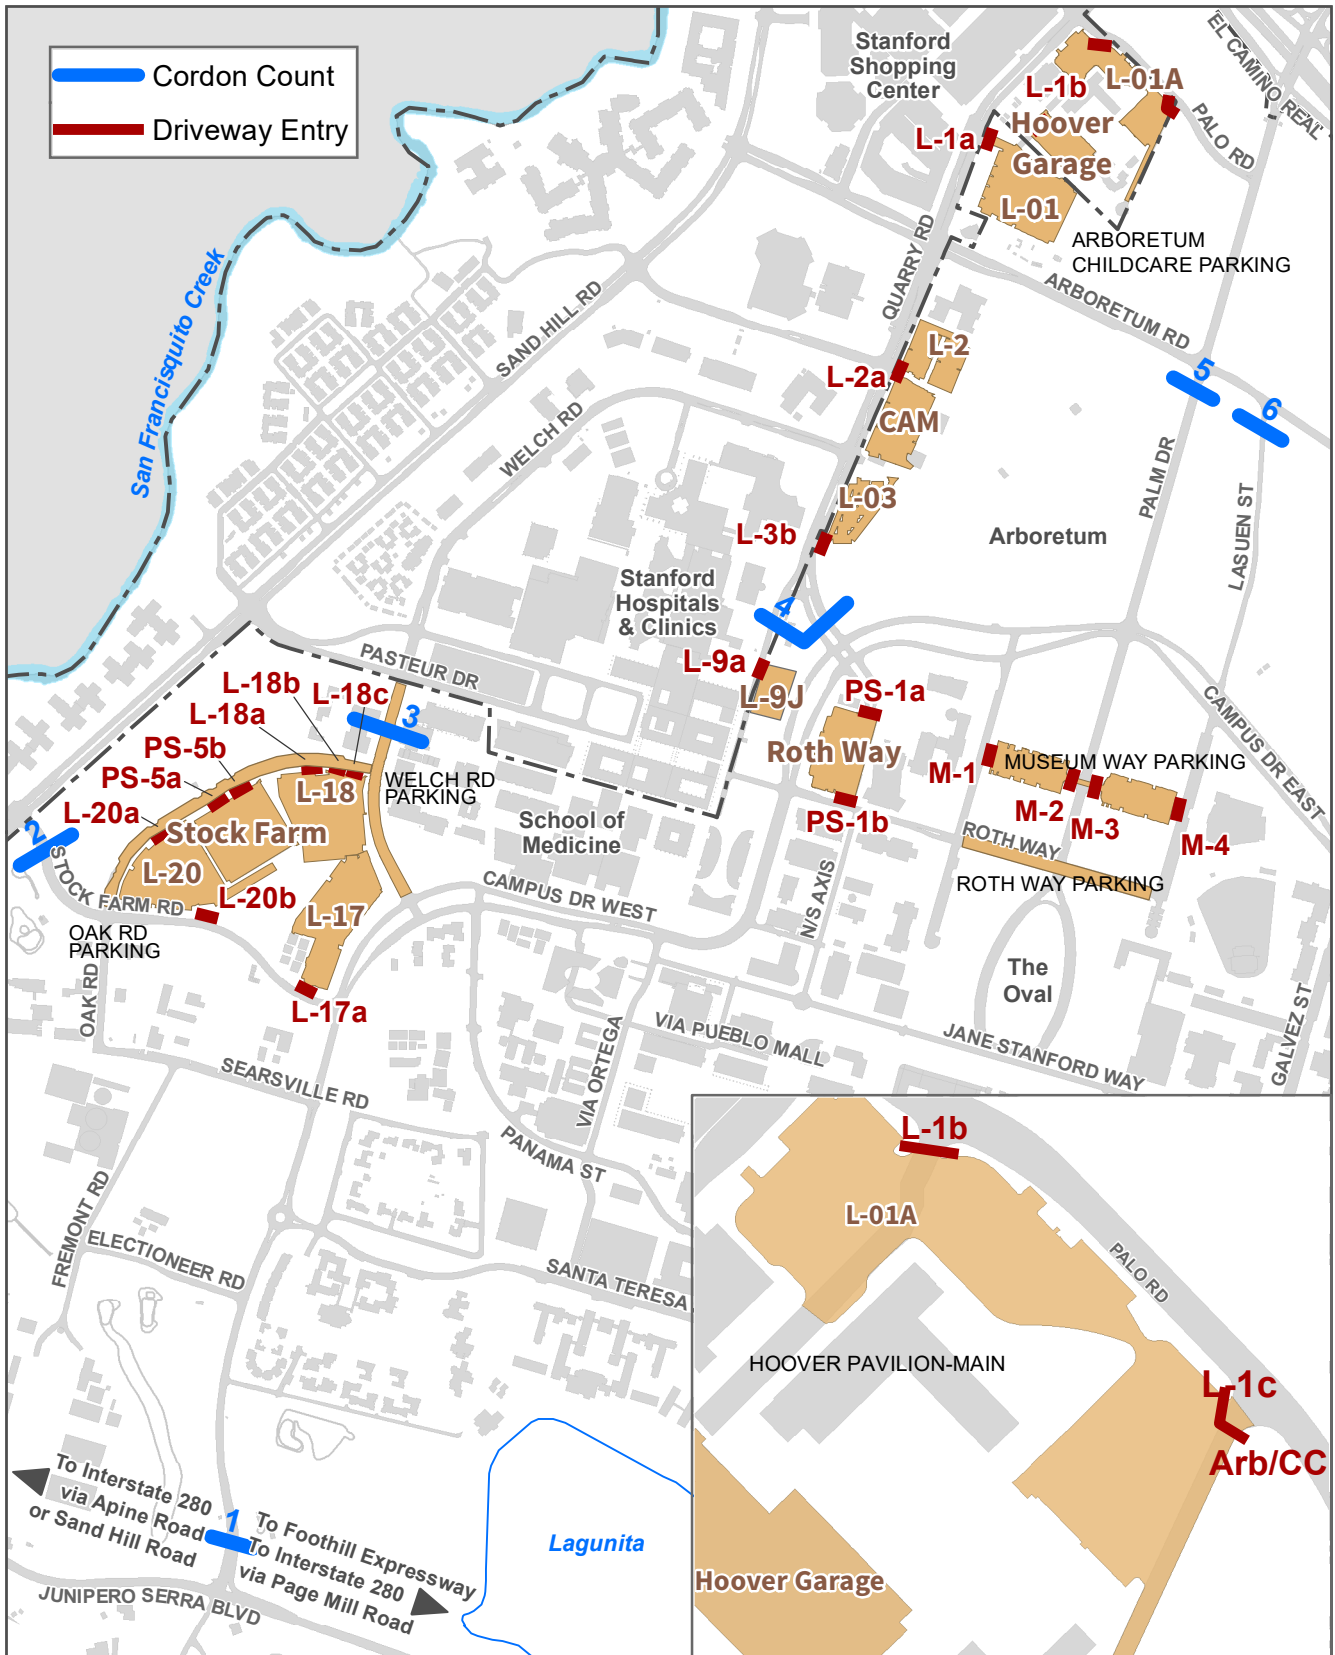 Cordon Count
Driveway Entry
Stanford
Shopping
Center
EL CAMINO REAL
L-01A
L-1b
Hoover
Garage
L-1a
L-01
PALO RD
ARBORETUM
CHILDCARE PARKING
ARBORETUM RD
QUARRY RD
San Francisquito Creek
SAND HILL RD
WELCH RD
L-2
L-2a
CAM
L-03
L-3b
5
6
PALM DR
LASUEN ST
Arboretum
Stanford
Hospitals
& Clinics
4
L-9a
L-9J
PASTEUR DR
L-18b
L-18c
L-18a
3
PS-5b
PS-5a
L-20a
L-18
WELCH RD
PARKING
Stock Farm
2
L-20
STOCK FARM RD
L-20b
L-17
OAK RD
PARKING
OAK RD
L-17a
PS-1a
Roth Way
PS-1b
M-1
MUSEUM WAY PARKING
M-2
M-3
M-4
CAMPUS DR EAST
School of
Medicine
ROTH WAY
ROTH WAY PARKING
CAMPUS DR WEST
N/S AXIS
The
Oval
GALVEZ ST
VIA PUEBLO MALL
JANE STANFORD WAY
VIA ORTEGA
SEARSVILLE RD
PANAMA ST
FREMONT RD
ELECTIONEER RD
SANTA TERESA
To Interstate 280
via Apine Road
or Sand Hill Road
1
To Foothill Expressway
To Interstate 280
via Page Mill Road
JUNIPERO SERRA BLVD
Lagunita
L-1b
L-01A
PALO RD
HOOVER PAVILION-MAIN
L-1c
Arb/CC
Hoover Garage